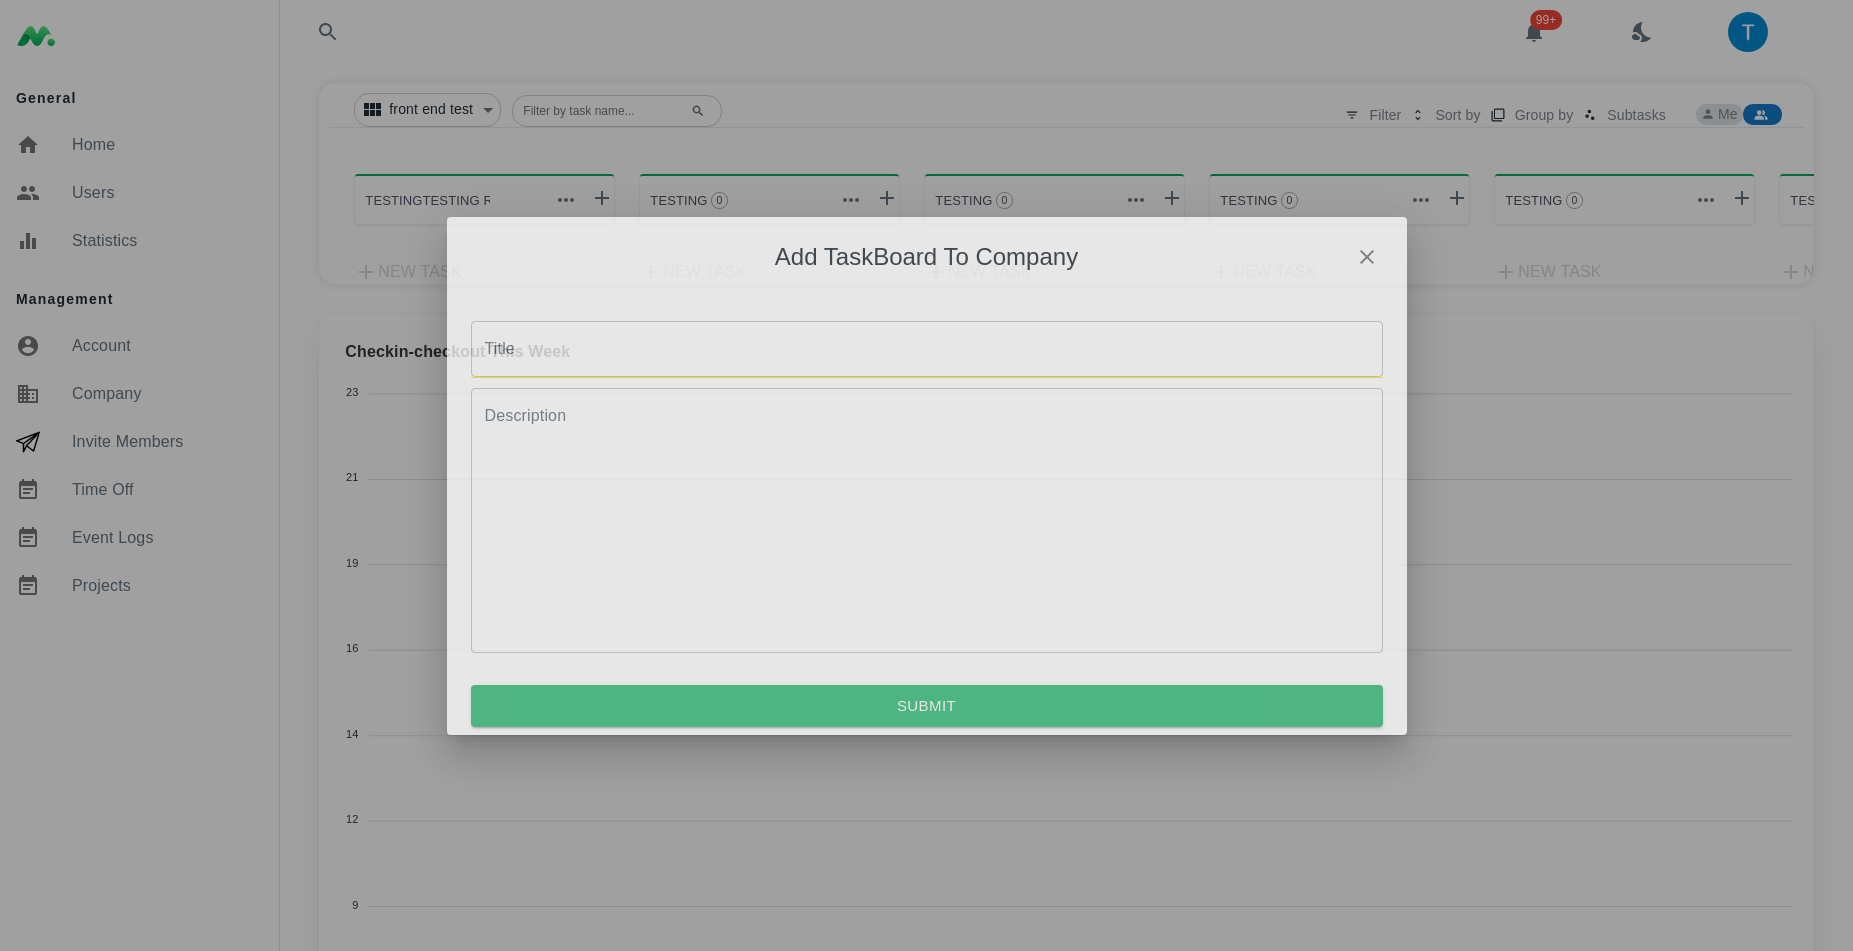 General
Home
Users
Statistics
Management
Account
Company
Invite Members
Time Off
Event Logs
Projects
99+
T
front end test
Filter by task name...
Filter
Sort by
Group by
Subtasks
Me
TESTINGTESTING
TESTING 0
TESTING 0
TESTING 0
TESTING 0
NEW TASK
NEW TASK
NEW TASK
NEW TASK
NEW TASK
Add TaskBoard To Company
Checkin-checkout This Week
Title
Description
SUBMIT
23
21
19
16
14
12
9